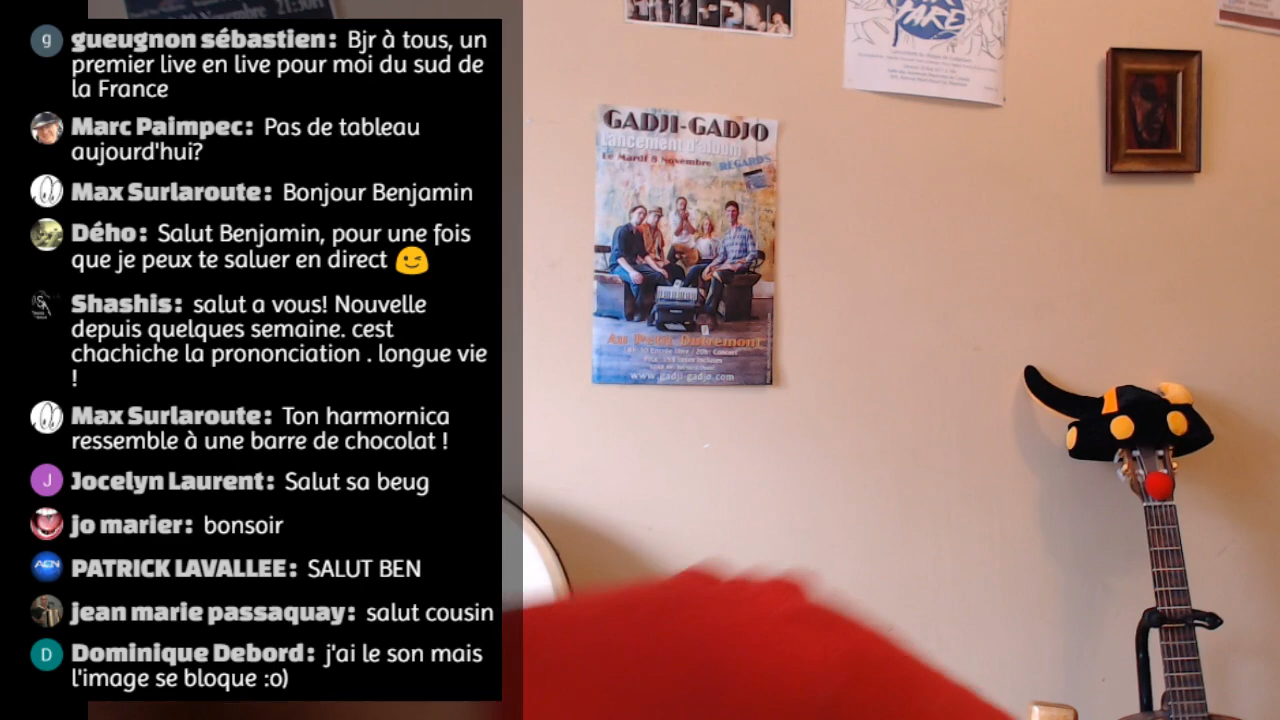 gueugnon sébastien: Bjr à tous, un
premier live en live pour moi du sud de
la France
Marc Paimpec: Pas de tableau
aujourd'hui?
Max Surlaroute: Bonjour Benjamin
Dého: Salut Benjamin, pour une fois
que je peux te saluer en direct 😉
Shashis: salut a vous! Nouvelle
depuis quelques semaine. cest
chachiche la prononciation . longue vie
!
Max Surlaroute: Ton harmornica
ressemble à une barre de chocolat !
Jocelyn Laurent: Salut sa beug
jo marier: bonsoir
PATRICK LAVALLEE: SALUT BEN
jean marie passaquay: salut cousin
Dominique Debord: j'ai le son mais
l'image se bloque :o)
GADJI-GADJO
Lancement d'album
Le Mardi 8 Novembre
REGARDS
Au Petit Outremont
www.gadji-gadjo.com